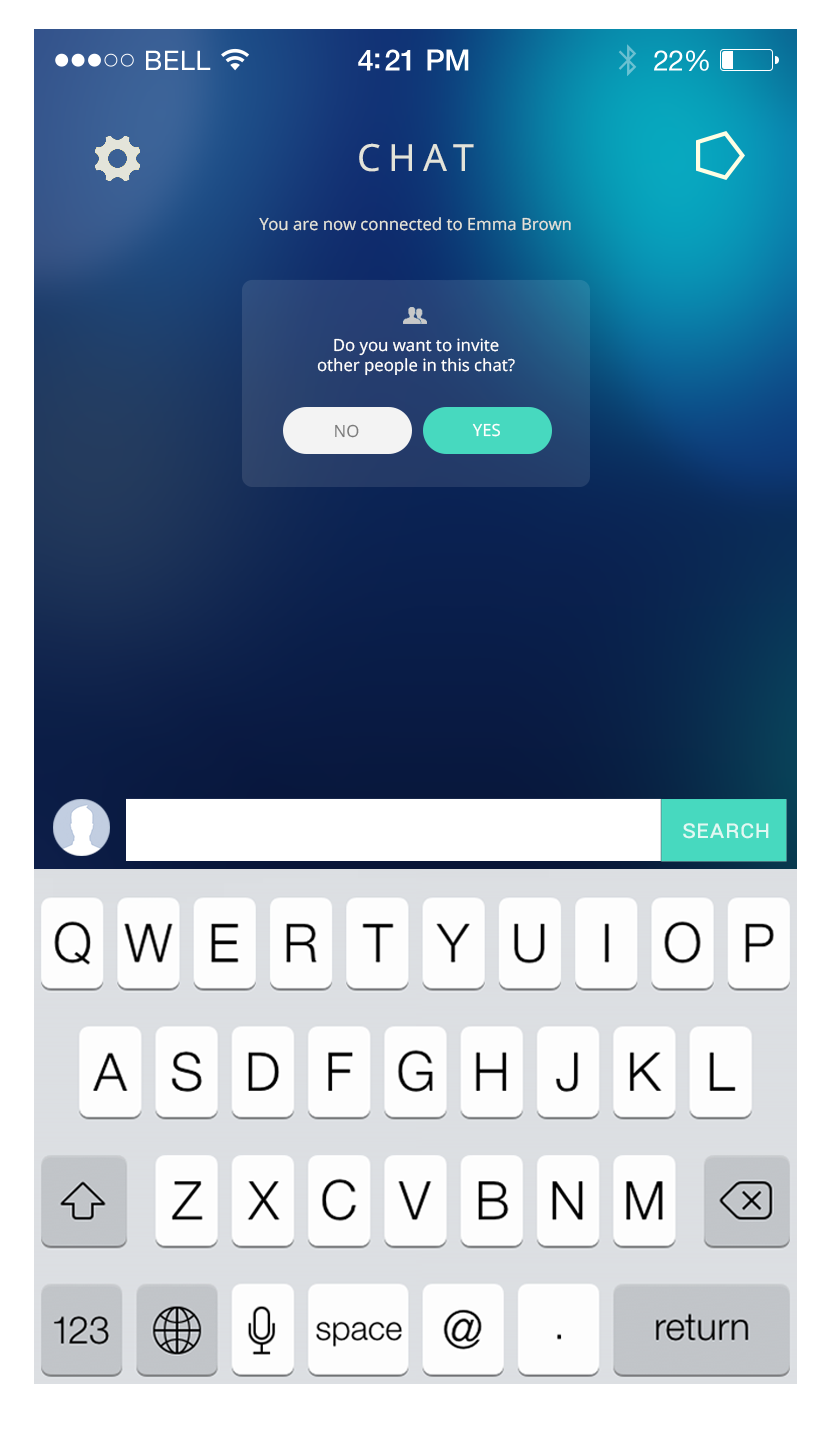 BELL 4:21 PM 22%
CHAT
You are now connected to Emma Brown
Do you want to invite
other people in this chat?
NO YES
SEARCH
Q W E R T Y U I O P
A S D F G H J K L
Z X C V B N M
123 space @ . return